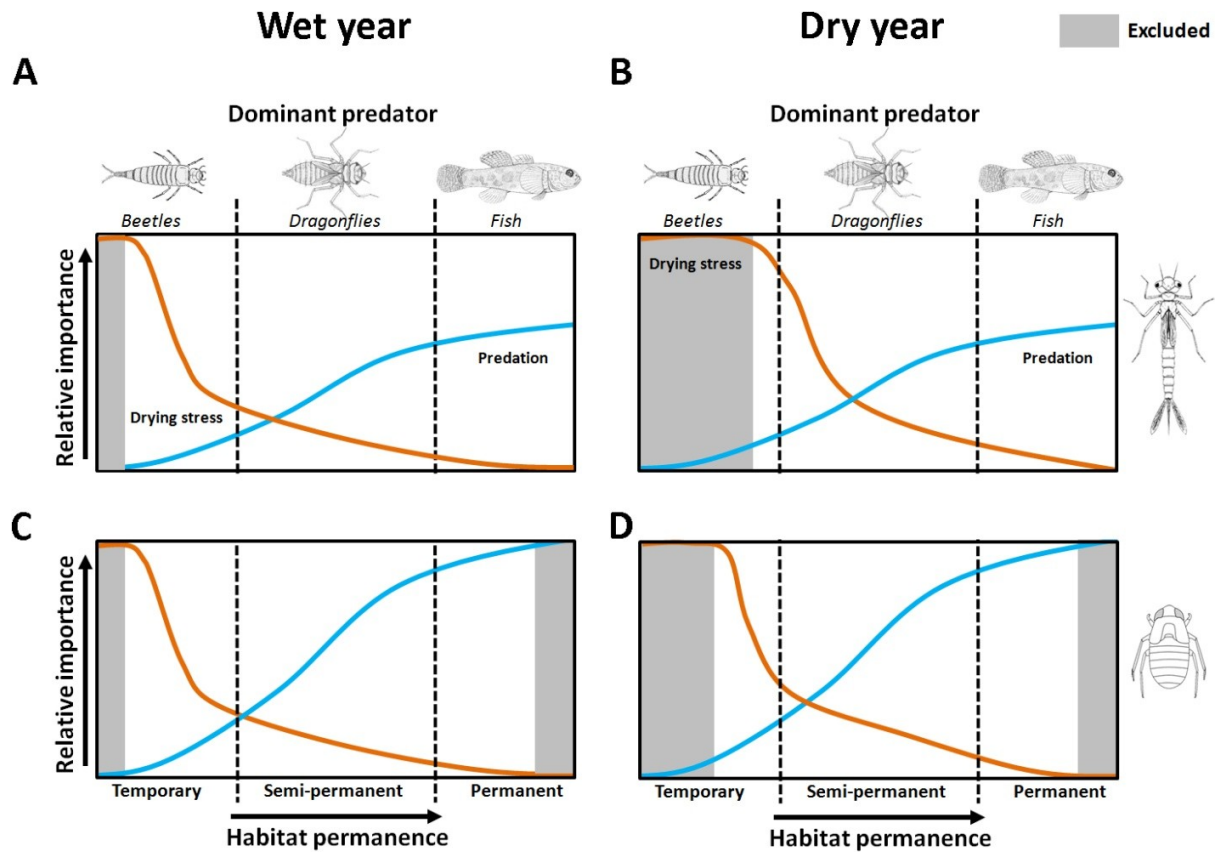 Wet year
Dry year
Excluded
A
B
Dominant predator
Dominant predator
Beetles
Dragonflies
Fish
Beetles
Dragonflies
Fish
Relative importance
Drying stress
Predation
Drying stress
Predation
C
D
Relative importance
Temporary
Semi-permanent
Permanent
Temporary
Semi-permanent
Permanent
Habitat permanence
Habitat permanence